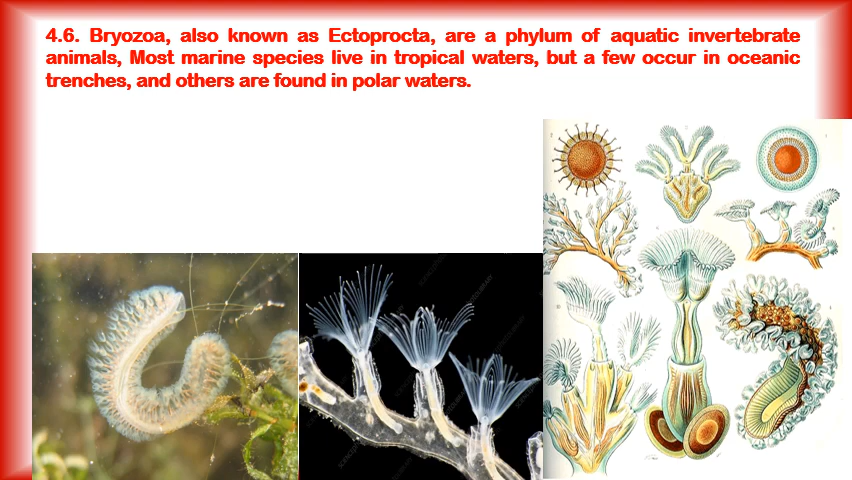 4.6. Bryozoa, also known as Ectoprocta, are a phylum of aquatic invertebrate
animals, Most marine species live in tropical waters, but a few occur in oceanic
trenches, and others are found in polar waters.